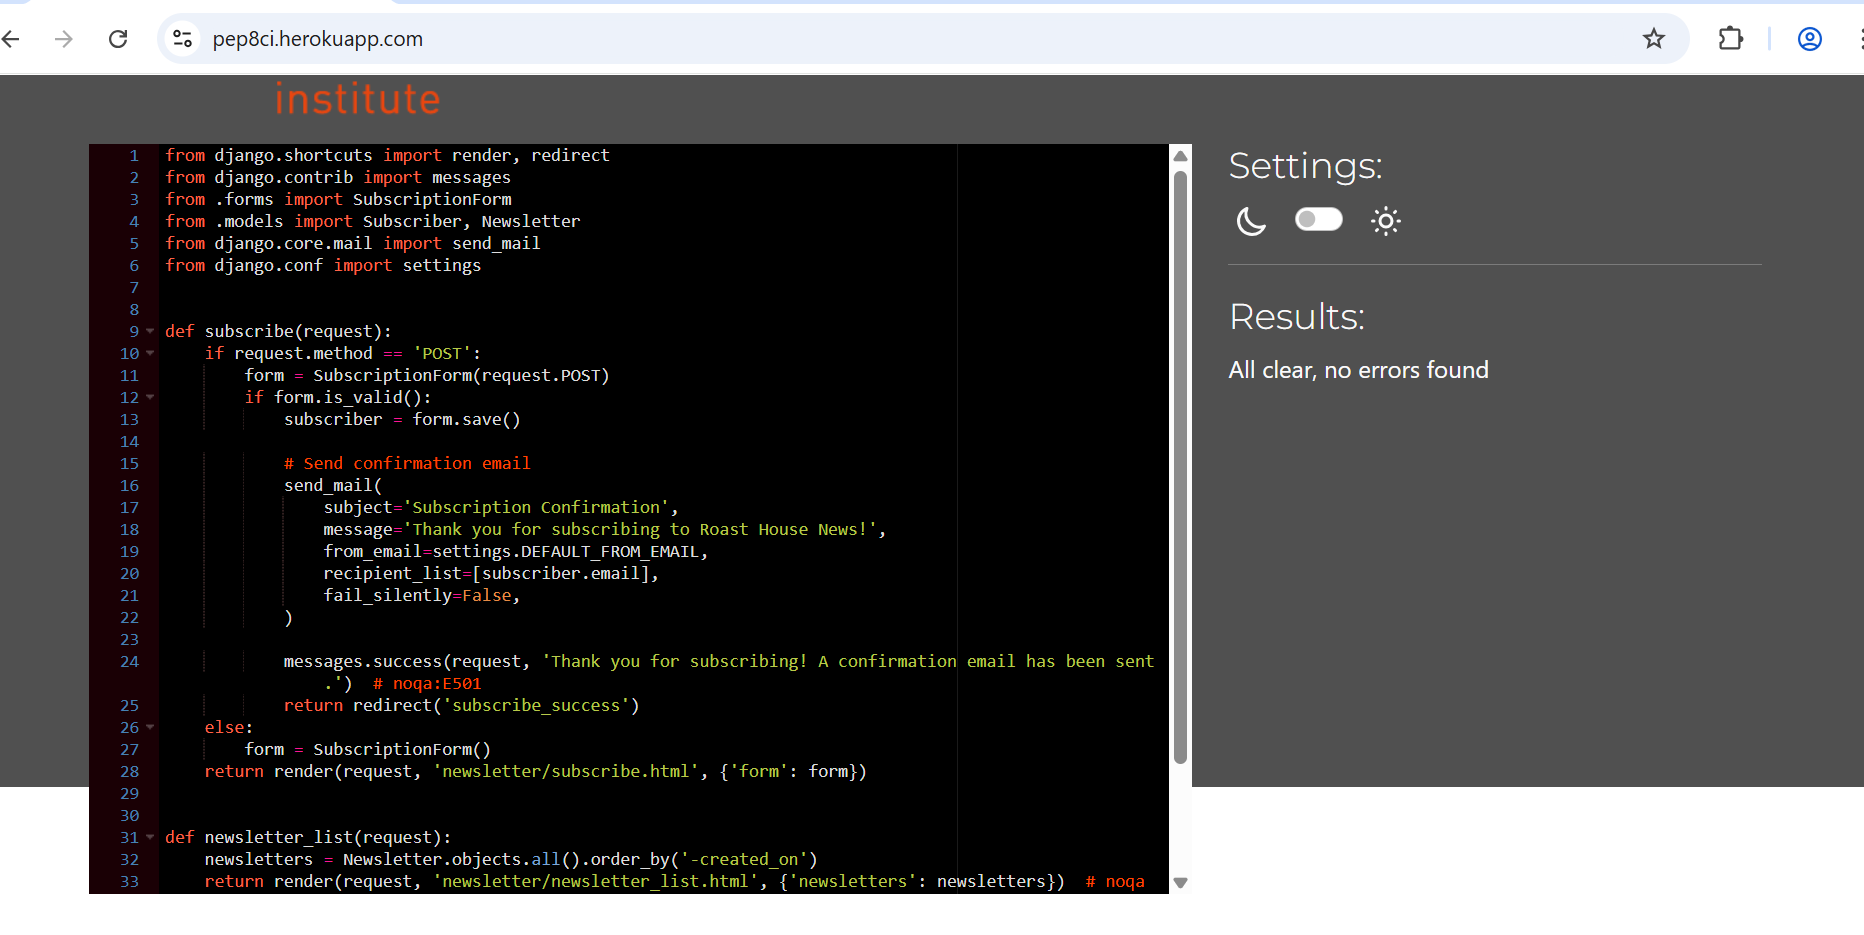 pep8ci.herokuapp.com
institute
1 from django.shortcuts import render, redirect
2 from django.contrib import messages
3 from .forms import SubscriptionForm
4 from .models import Subscriber, Newsletter
5 from django.core.mail import send_mail
6 from django.conf import settings
7
8
9 def subscribe(request):
10 if request.method == 'POST':
11 form = SubscriptionForm(request.POST)
12 if form.is_valid():
13 subscriber = form.save()
14
15 # Send confirmation email
16 send_mail(
17 subject='Subscription Confirmation',
18 message='Thank you for subscribing to Roast House News!',
19 from_email=settings.DEFAULT_FROM_EMAIL,
20 recipient_list=[subscriber.email],
21 fail_silently=False,
22 )
23
24 messages.success(request, 'Thank you for subscribing! A confirmation email has been sent
.')  # noqa:E501
25 return redirect('subscribe_success')
26 else:
27 form = SubscriptionForm()
28 return render(request, 'newsletter/subscribe.html', {'form': form})
29
30
31 def newsletter_list(request):
32 newsletters = Newsletter.objects.all().order_by('-created_on')
33 return render(request, 'newsletter/newsletter_list.html', {'newsletters': newsletters})  # noqa
Settings:
Results:
All clear, no errors found